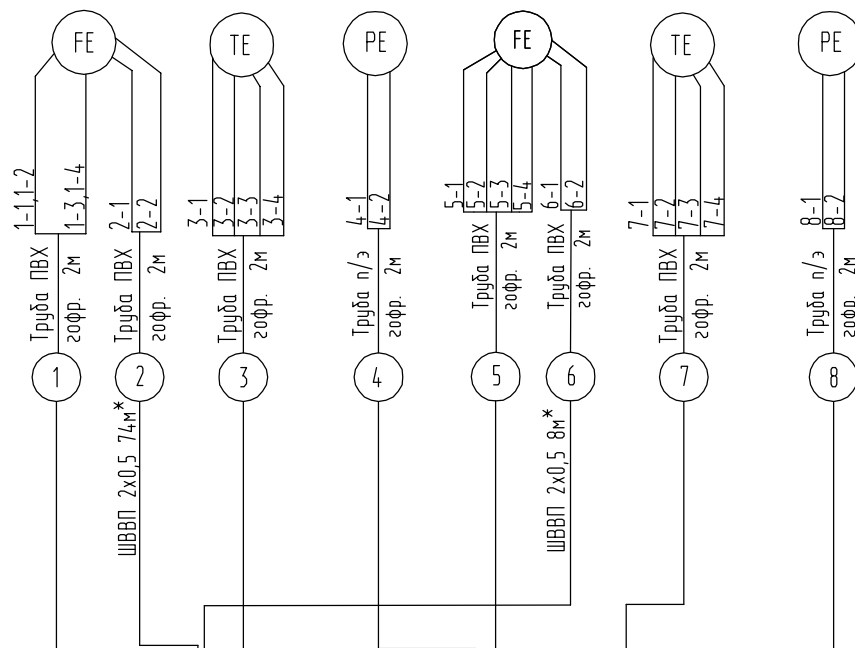 FE
TE
PE
FE
TE
PE
1-1,1-2
1-3,1-4
2-1
2-2
3-1
3-2
3-3
3-4
4-1
4-2
5-1
5-2
5-3
5-4
6-1
6-2
7-1
7-2
7-3
7-4
8-1
8-2
Труба ПВХ
гофр. 2м
Труба ПВХ
гофр. 2м
Труба ПВХ
гофр. 2м
Труба п/э
гофр. 2м
Труба ПВХ
гофр. 2м
Труба ПВХ
гофр. 2м
Труба ПВХ
гофр. 2м
Труба п/э
гофр. 2м
1
2
3
4
5
6
7
8
ШВВП 2х0,5 74м*
ШВВП 2х0,5 8м*